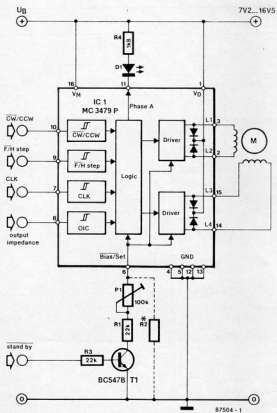 UB
7V2...16V5
R4
1k8
D1
16
11
1
VM
Phase A
VD
IC 1
MC 3479 P
CW/CCW
10
CW/CCW
F/H step
9
F/H step
CLK
7
CLK
output
impedance
8
OIC
Logic
Driver
Driver
L1
3
L2
2
L3
15
L4
14
M
Bias/Set
GND
6
4
5
12
13
P1
100k
R1
22k
*
R2
stand by
R3
22k
BC547B
T1
0
0
87504 - 1